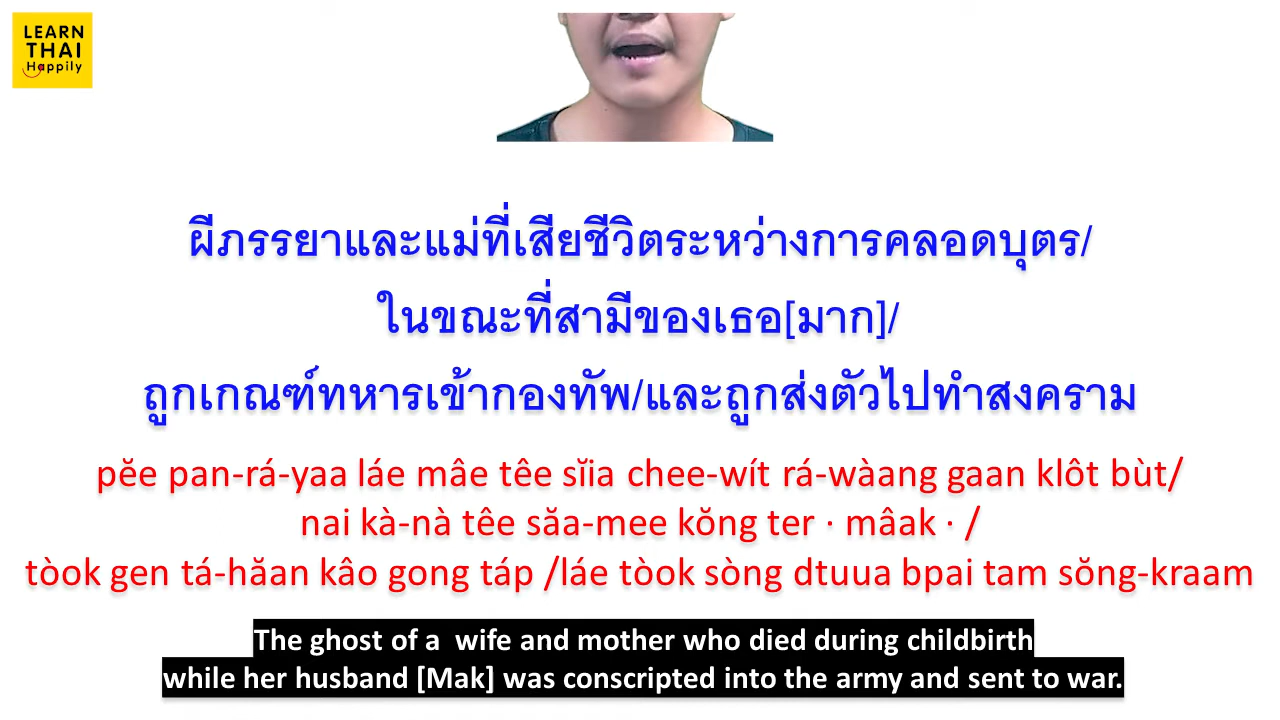 LEARN
THAI
Happily
ผีภรรยาและแม่ที่เสียชีวิตระหว่างการคลอดบุตร/
ในขณะที่สามีของเธอ[มาก]/
ถูกเกณฑ์ทหารเข้ากองทัพ/และถูกส่งตัวไปทำสงคราม
pĕe pan-rá-yaa láe mâe têe sĭia chee-wít rá-wàang gaan klôt bùt/
nai kà-nà têe săa-mee kŏng ter · mâak · /
tòok gen tá-hăan kâo gong táp /láe tòok sòng dtuua bpai tam sŏng-kraam
The ghost of a  wife and mother who died during childbirth
while her husband [Mak] was conscripted into the army and sent to war.